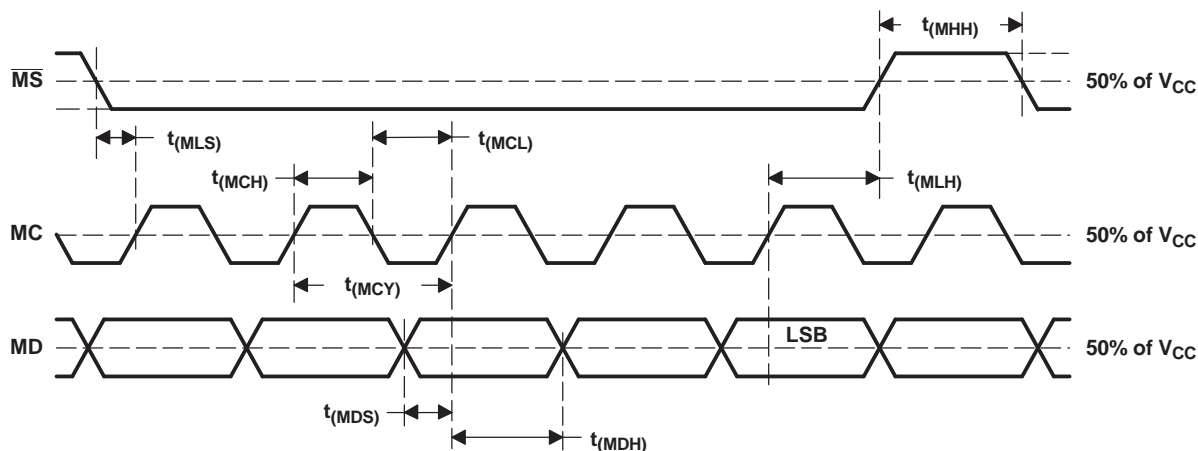 t(MHH)
M̅S̅
50% of VCC
t(MLS)
t(MCL)
t(MCH)
t(MLH)
MC
50% of VCC
t(MCY)
MD
LSB
50% of VCC
t(MDS)
t(MDH)